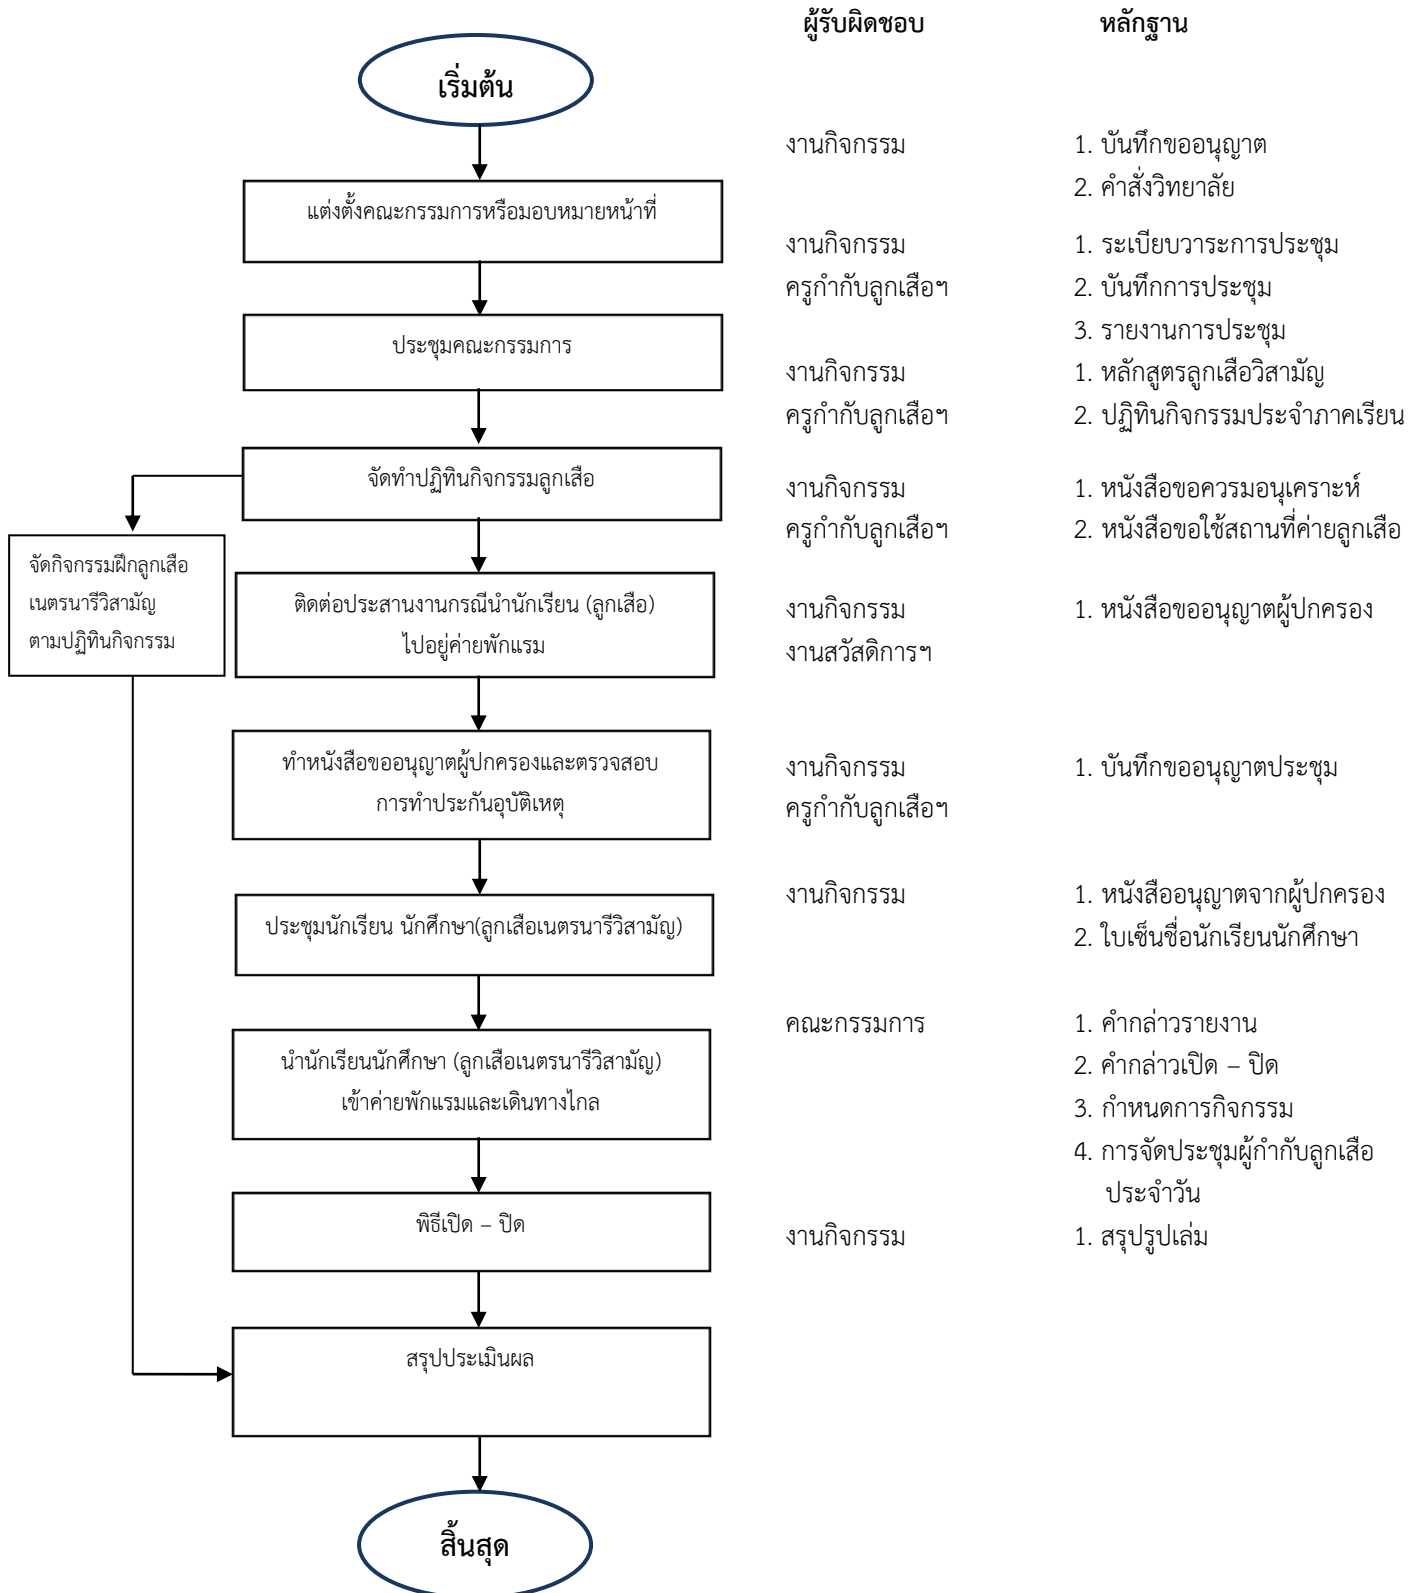 ผู้รับผิดชอบ หลักฐาน
เริ่มต้น
งานกิจกรรม 1. บันทึกขออนุญาต
2. คำสั่งวิทยาลัย
แต่งตั้งคณะกรรมการหรือมอบหมายหน้าที่
งานกิจกรรม 1. ระเบียบวาระการประชุม
ครูกำกับลูกเสือฯ 2. บันทึกการประชุม
3. รายงานการประชุม
ประชุมคณะกรรมการ
งานกิจกรรม 1. หลักสูตรลูกเสือวิสามัญ
ครูกำกับลูกเสือฯ 2. ปฏิทินกิจกรรมประจำภาคเรียน
จัดทำปฏิทินกิจกรรมลูกเสือ
งานกิจกรรม 1. หนังสือขอควรมอนุเคราะห์
ครูกำกับลูกเสือฯ 2. หนังสือขอใช้สถานที่ค่ายลูกเสือ
จัดกิจกรรมฝึกลูกเสือ
เนตรนารีวิสามัญ
ตามปฏิทินกิจกรรม
ติดต่อประสานงานกรณีนำนักเรียน (ลูกเสือ)
ไปอยู่ค่ายพักแรม
งานกิจกรรม 1. หนังสือขออนุญาตผู้ปกครอง
งานสวัสดิการฯ
ทำหนังสือขออนุญาตผู้ปกครองและตรวจสอบ
การทำประกันอุบัติเหตุ
งานกิจกรรม 1. บันทึกขออนุญาตประชุม
ครูกำกับลูกเสือฯ
ประชุมนักเรียน นักศึกษา(ลูกเสือเนตรนารีวิสามัญ)
งานกิจกรรม 1. หนังสืออนุญาตจากผู้ปกครอง
2. ใบเซ็นชื่อนักเรียนนักศึกษา
นำนักเรียนนักศึกษา (ลูกเสือเนตรนารีวิสามัญ)
เข้าค่ายพักแรมและเดินทางไกล
คณะกรรมการ 1. คำกล่าวรายงาน
2. คำกล่าวเปิด – ปิด
3. กำหนดการกิจกรรม
4. การจัดประชุมผู้กำกับลูกเสือ
ประจำวัน
พิธีเปิด – ปิด
งานกิจกรรม 1. สรุปรูปเล่ม
สรุปประเมินผล
สิ้นสุด